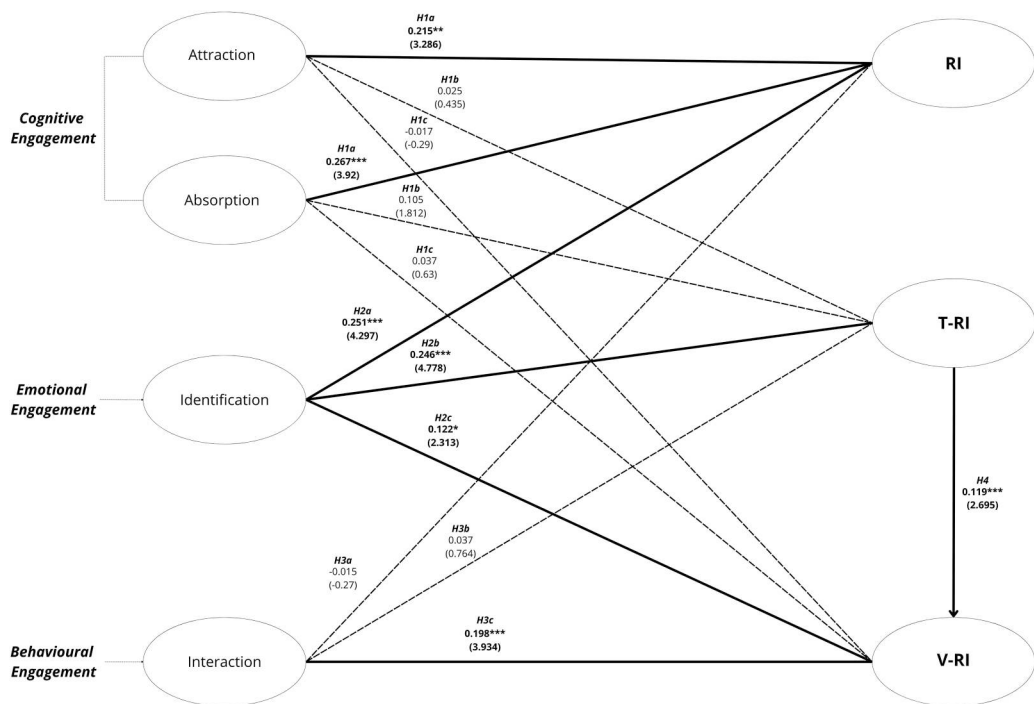 H1a
0.215**
(3.286)
Attraction
RI
H1b
0.025
(0.435)
Cognitive
Engagement
H1c
-0.017
(-0.29)
H1a
0.267***
(3.92)
Absorption
H1b
0.105
(1.812)
H1c
0.037
(0.63)
H2a
0.251***
(4.297)
T-RI
H2b
0.246***
(4.778)
Emotional
Engagement
Identification
H2c
0.122*
(2.313)
H4
0.119***
(2.695)
H3b
0.037
(0.764)
H3a
-0.015
(-0.27)
H3c
0.198***
(3.934)
Behavioural
Engagement
Interaction
V-RI